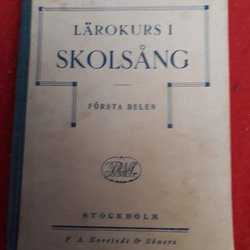 LÄROKURS I
SKOLSÅNG
FÖRSTA DELEN
STOCKHOLM
P. A. Norstedt & Söners